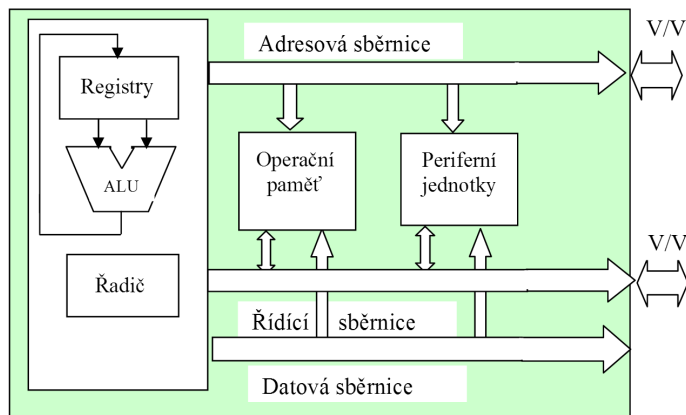 Adresová sběrnice
V/V
Registry
ALU
Operační
paměť
Periferní
jednotky
V/V
Řadič
Řídící sběrnice
Datová sběrnice